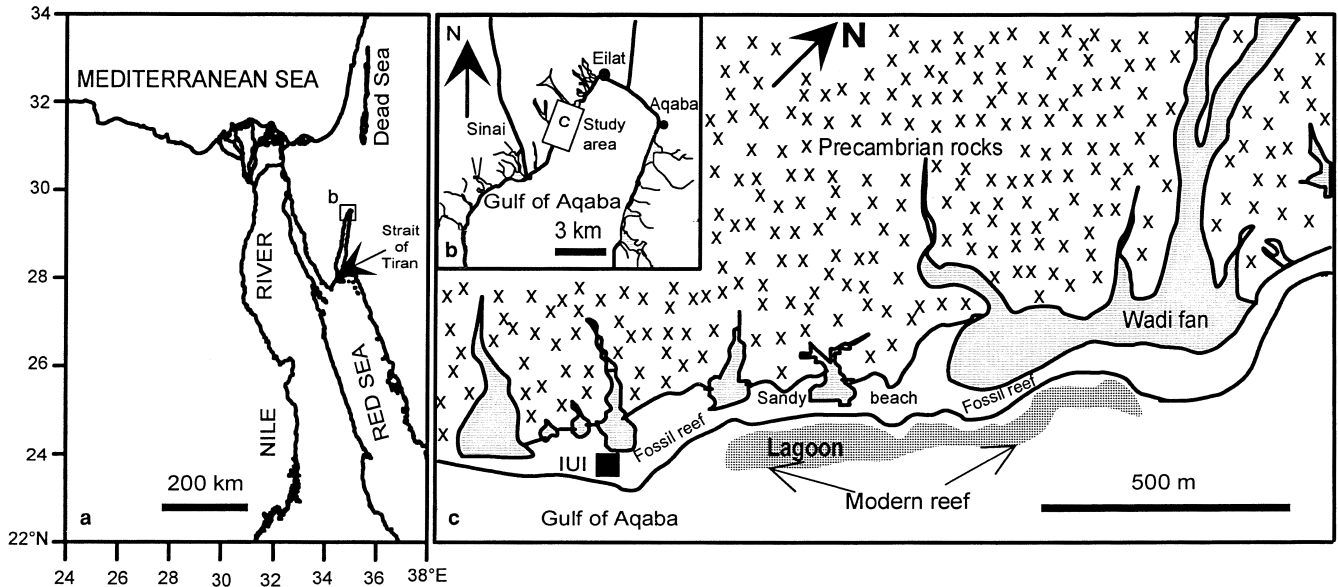 34
32
30
28
26
24
22°N
24
26
28
30
32
34
36
38°E
MEDITERRANEAN SEA
Dead Sea
b
Strait
of
Tiran
RIVER
NILE
RED SEA
200 km
a
N
Eilat
Aqaba
Sinai
C
Study
area
Gulf of Aqaba
3 km
b
N
Precambrian rocks
Wadi fan
Sandy
beach
Fossil reef
Fossil reef
Lagoon
IUI
Modern reef
500 m
Gulf of Aqaba
c